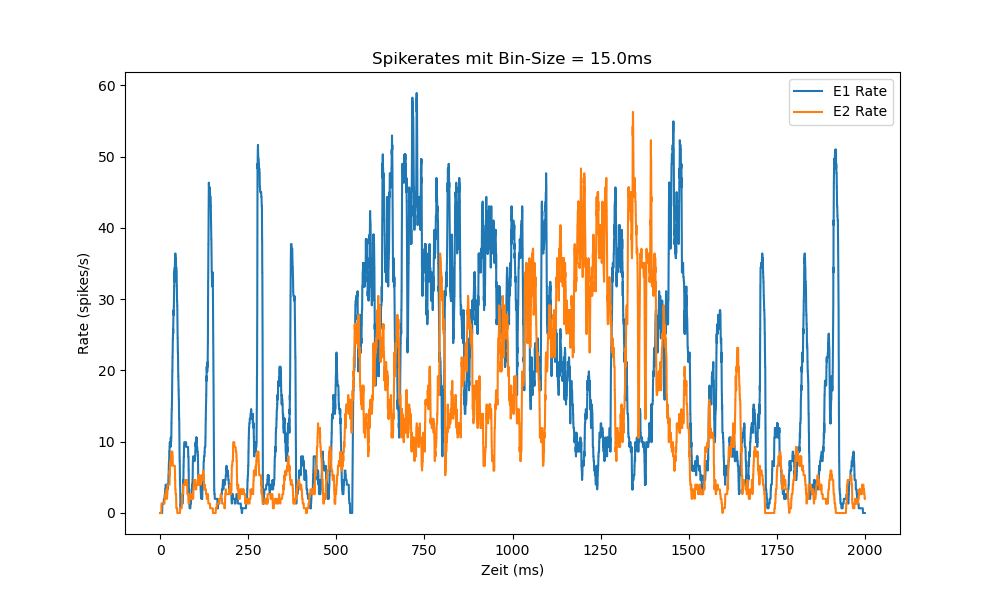 Spikerates mit Bin-Size = 15.0ms
E1 Rate
E2 Rate
60
50
40
30
20
10
0
Rate (spikes/s)
0 250 500 750 1000 1250 1500 1750 2000
Zeit (ms)